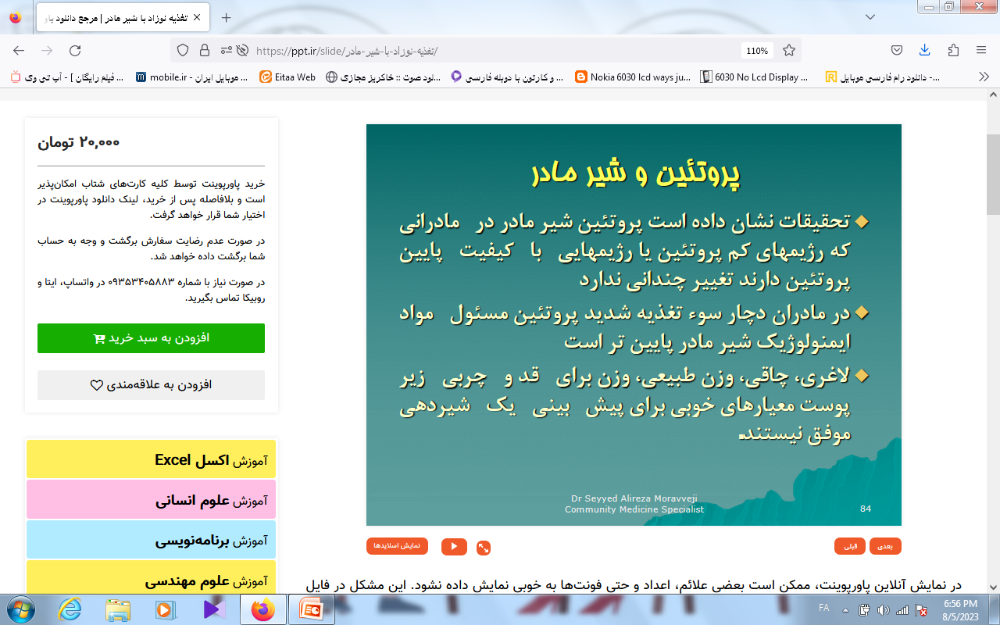 تغذیه نوزاد با شیر مادر | مرجع دانلود پاو
https://ppt.ir/slide/تغذیه-نوزاد-با-شیر-مادر/
110%
فیلم رایگان ] - آپ تی وی ...
mobile.ir - موبایل ایران ...
Eitaa Web
لود صوت :: خاکریز مجازی...
و کارتون با دوبله فارسی ...
Nokia 6030 lcd ways ju...
6030 No Lcd Display ...
- دانلود رام فارسی موبایل...
۲۰,۰۰۰ تومان
خرید پاورپوینت توسط کلیه کارت‌های شتاب امکان‌پذیر
است و بلافاصله پس از خرید، لینک دانلود پاورپوینت در
اختیار شما قرار خواهد گرفت.
در صورت عدم رضایت سفارش برگشت و وجه به حساب
شما برگشت داده خواهد شد.
در صورت نیاز با شماره ۰۹۳۵۳۴۰۵۸۸۳ در واتساپ، ایتا و
روبیکا تماس بگیرید.
افزودن به سبد خرید
افزودن به علاقه‌مندی
آموزش اکسل Excel
آموزش علوم انسانی
آموزش برنامه‌نویسی
آموزش علوم مهندسی
پروتئین و شیر مادر
تحقیقات نشان داده است پروتئین شیر مادر در مادرانی
که رژیمهای کم پروتئین یا رژیمهایی با کیفیت پایین
پروتئین دارند تغییر چندانی ندارد
در مادران دچار سوء تغذیه شدید پروتئین مسئول مواد
ایمنولوژیک شیر مادر پایین تر است
لاغری، چاقی، وزن طبیعی، وزن برای قد و چربی زیر
پوست معیارهای خوبی برای پیش بینی یک شیردهی
موفق نیستند.
Dr Seyyed Alireza Moravveji
Community Medicine Specialist
84
نمایش اسلایدها
قبلی
بعدی
در نمایش آنلاین پاورپوینت، ممکن است بعضی علائم، اعداد و حتی فونت‌ها به خوبی نمایش داده نشود. این مشکل در فایل
FA
6:56 PM
8/5/2023